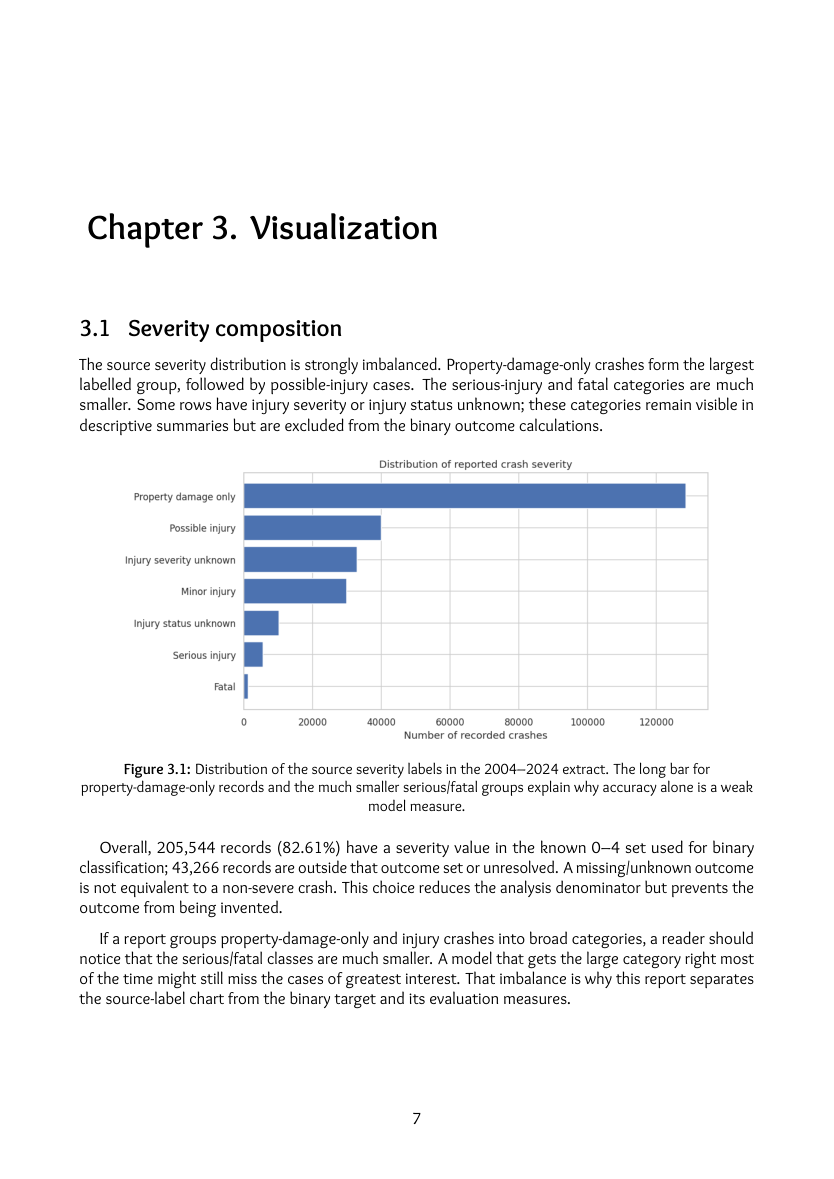 Chapter 3. Visualization
3.1 Severity composition
The source severity distribution is strongly imbalanced. Property-damage-only crashes form the largest
labelled group, followed by possible-injury cases. The serious-injury and fatal categories are much
smaller. Some rows have injury severity or injury status unknown; these categories remain visible in
descriptive summaries but are excluded from the binary outcome calculations.
Distribution of reported crash severity
Property damage only
Possible injury
Injury severity unknown
Minor injury
Injury status unknown
Serious injury
Fatal
0 20000 40000 60000 80000 100000 120000
Number of recorded crashes
Figure 3.1: Distribution of the source severity labels in the 2004–2024 extract. The long bar for
property-damage-only records and the much smaller serious/fatal groups explain why accuracy alone is a weak
model measure.
Overall, 205,544 records (82.61%) have a severity value in the known 0–4 set used for binary
classification; 43,266 records are outside that outcome set or unresolved. A missing/unknown outcome
is not equivalent to a non-severe crash. This choice reduces the analysis denominator but prevents the
outcome from being invented.
If a report groups property-damage-only and injury crashes into broad categories, a reader should
notice that the serious/fatal classes are much smaller. A model that gets the large category right most
of the time might still miss the cases of greatest interest. That imbalance is why this report separates
the source-label chart from the binary target and its evaluation measures.
7